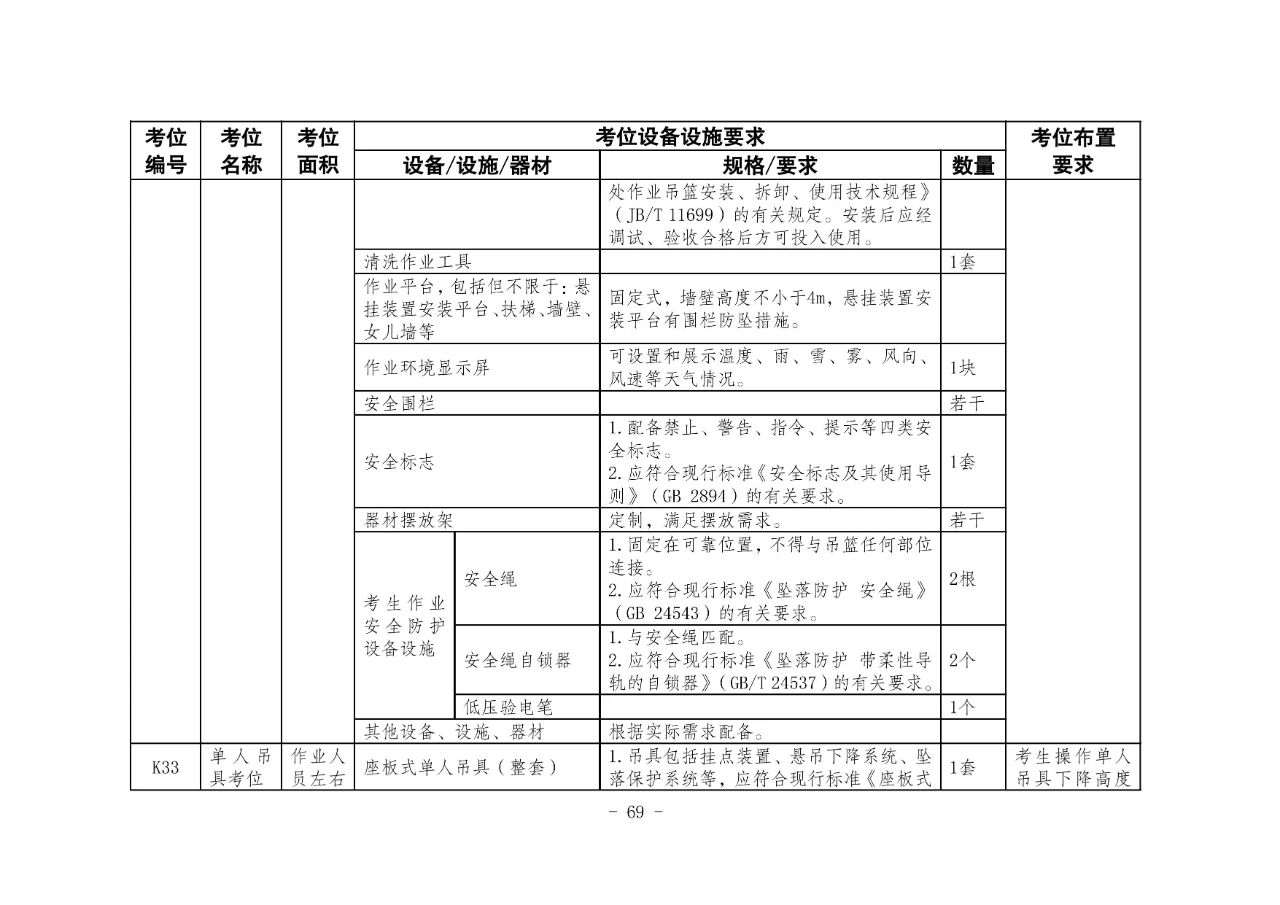 考位
编号
考位
名称
考位
面积
考位设备设施要求
考位布置
要求
设备/设施/器材
规格/要求
数量
处作业吊篮安装、拆卸、使用技术规程》
（JB/T 11699）的有关规定。安装后应经
调试、验收合格后方可投入使用。
清洗作业工具
1套
作业平台，包括但不限于：悬
挂装置安装平台、扶梯、墙壁、
女儿墙等
固定式，墙壁高度不小于4m，悬挂装置安
装平台有围栏防坠措施。
作业环境显示屏
可设置和展示温度、雨、雪、雾、风向、
风速等天气情况。
1块
安全围栏
若干
安全标志
1.配备禁止、警告、指令、提示等四类安
全标志。
2.应符合现行标准《安全标志及其使用导
则》（GB 2894）的有关要求。
1套
器材摆放架
定制，满足摆放需求。
若干
考生作业
安全防护
设备设施
安全绳
1.固定在可靠位置，不得与吊篮任何部位
连接。
2.应符合现行标准《坠落防护 安全绳》
（GB 24543）的有关要求。
2根
安全绳自锁器
1.与安全绳匹配。
2.应符合现行标准《坠落防护 带柔性导
轨的自锁器》（GB/T 24537）的有关要求。
2个
低压验电笔
1个
其他设备、设施、器材
根据实际需求配备。
K33
单人吊
具考位
作业人
员左右
座板式单人吊具（整套）
1.吊具包括挂点装置、悬吊下降系统、坠
落保护系统等，应符合现行标准《座板式
1套
考生操作单人
吊具下降高度
- 69 -